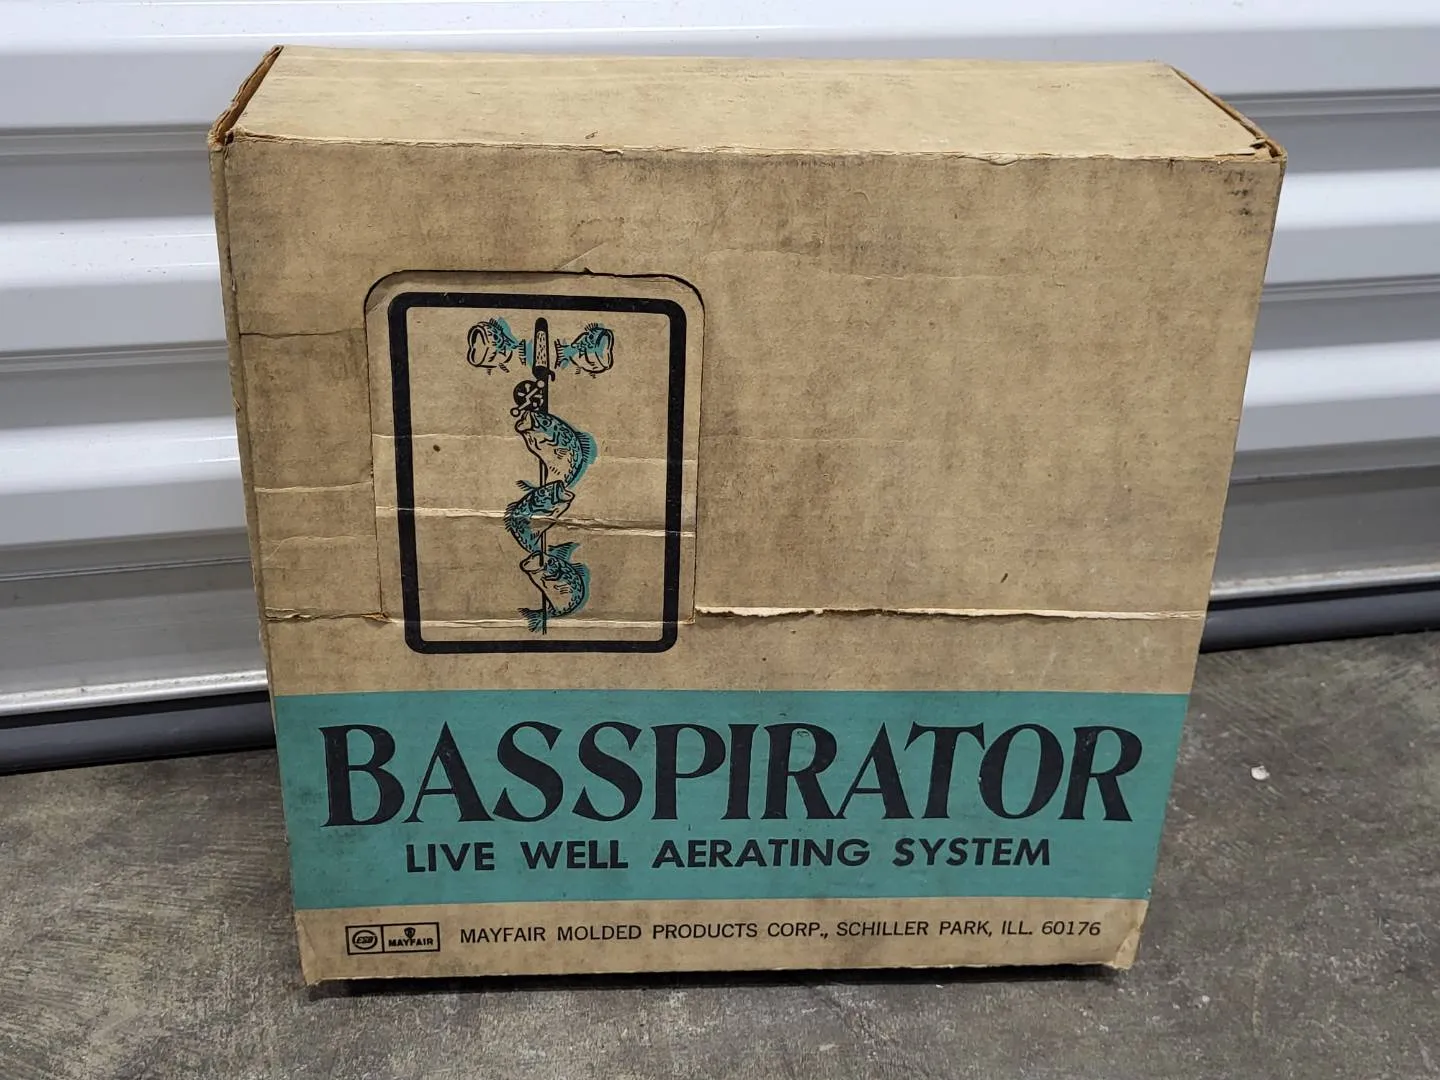 BASSPIRATOR
LIVE WELL AERATING SYSTEM
MAYFAIR
MAYFAIR MOLDED PRODUCTS CORP., SCHILLER PARK, ILL. 60176